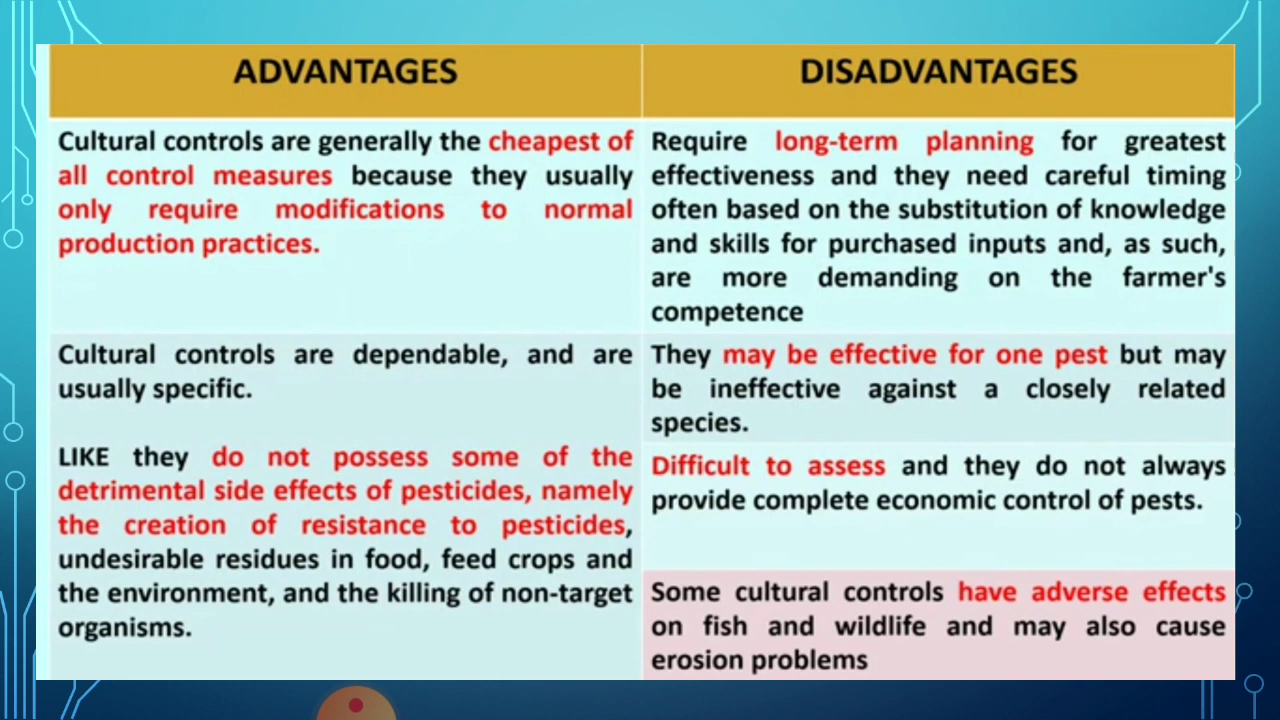 ADVANTAGES
DISADVANTAGES
Cultural controls are generally the cheapest of
all control measures because they usually
only require modifications to normal
production practices.
Require long-term planning for greatest
effectiveness and they need careful timing
often based on the substitution of knowledge
and skills for purchased inputs and, as such,
are more demanding on the farmer's
competence
Cultural controls are dependable, and are
usually specific.
LIKE they do not possess some of the
detrimental side effects of pesticides, namely
the creation of resistance to pesticides,
undesirable residues in food, feed crops and
the environment, and the killing of non-target
organisms.
They may be effective for one pest but may
be ineffective against a closely related
species.
Difficult to assess and they do not always
provide complete economic control of pests.
Some cultural controls have adverse effects
on fish and wildlife and may also cause
erosion problems